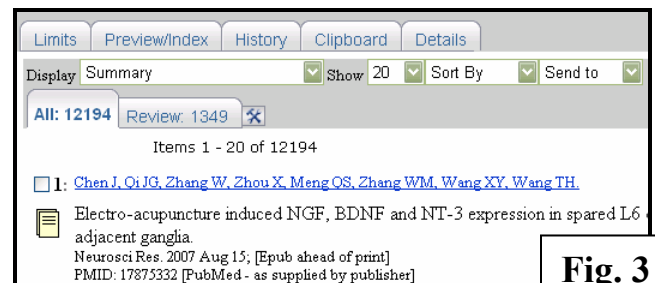 Limits Preview/Index History Clipboard Details
Display Summary Show 20 Sort By Send to
All: 12194 Review: 1349
Items 1 - 20 of 12194
1: Chen J, Qi JG, Zhang W, Zhou X, Meng QS, Zhang WM, Wang XY, Wang TH.
Electro-acupuncture induced NGF, BDNF and NT-3 expression in spared L6
adjacent ganglia.
Neurosci Res. 2007 Aug 15; [Epub ahead of print]
PMID: 17875332 [PubMed - as supplied by publisher]
Fig. 3